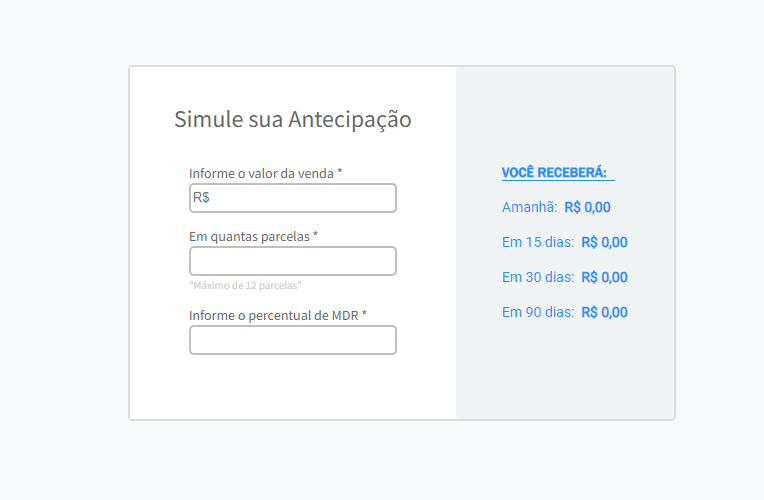 Simule sua Antecipação
Informe o valor da venda *
R$
Em quantas parcelas *
"Máximo de 12 parcelas"
Informe o percentual de MDR *
VOCÊ RECEBERÁ:
Amanhã: R$ 0,00
Em 15 dias: R$ 0,00
Em 30 dias: R$ 0,00
Em 90 dias: R$ 0,00